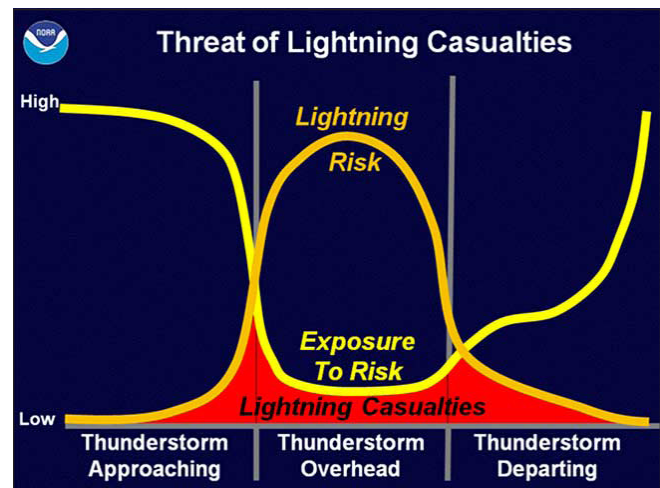 NOAA
Threat of Lightning Casualties
High
Lightning
Risk
Exposure
To Risk
Lightning Casualties
Low
Thunderstorm
Approaching
Thunderstorm
Overhead
Thunderstorm
Departing